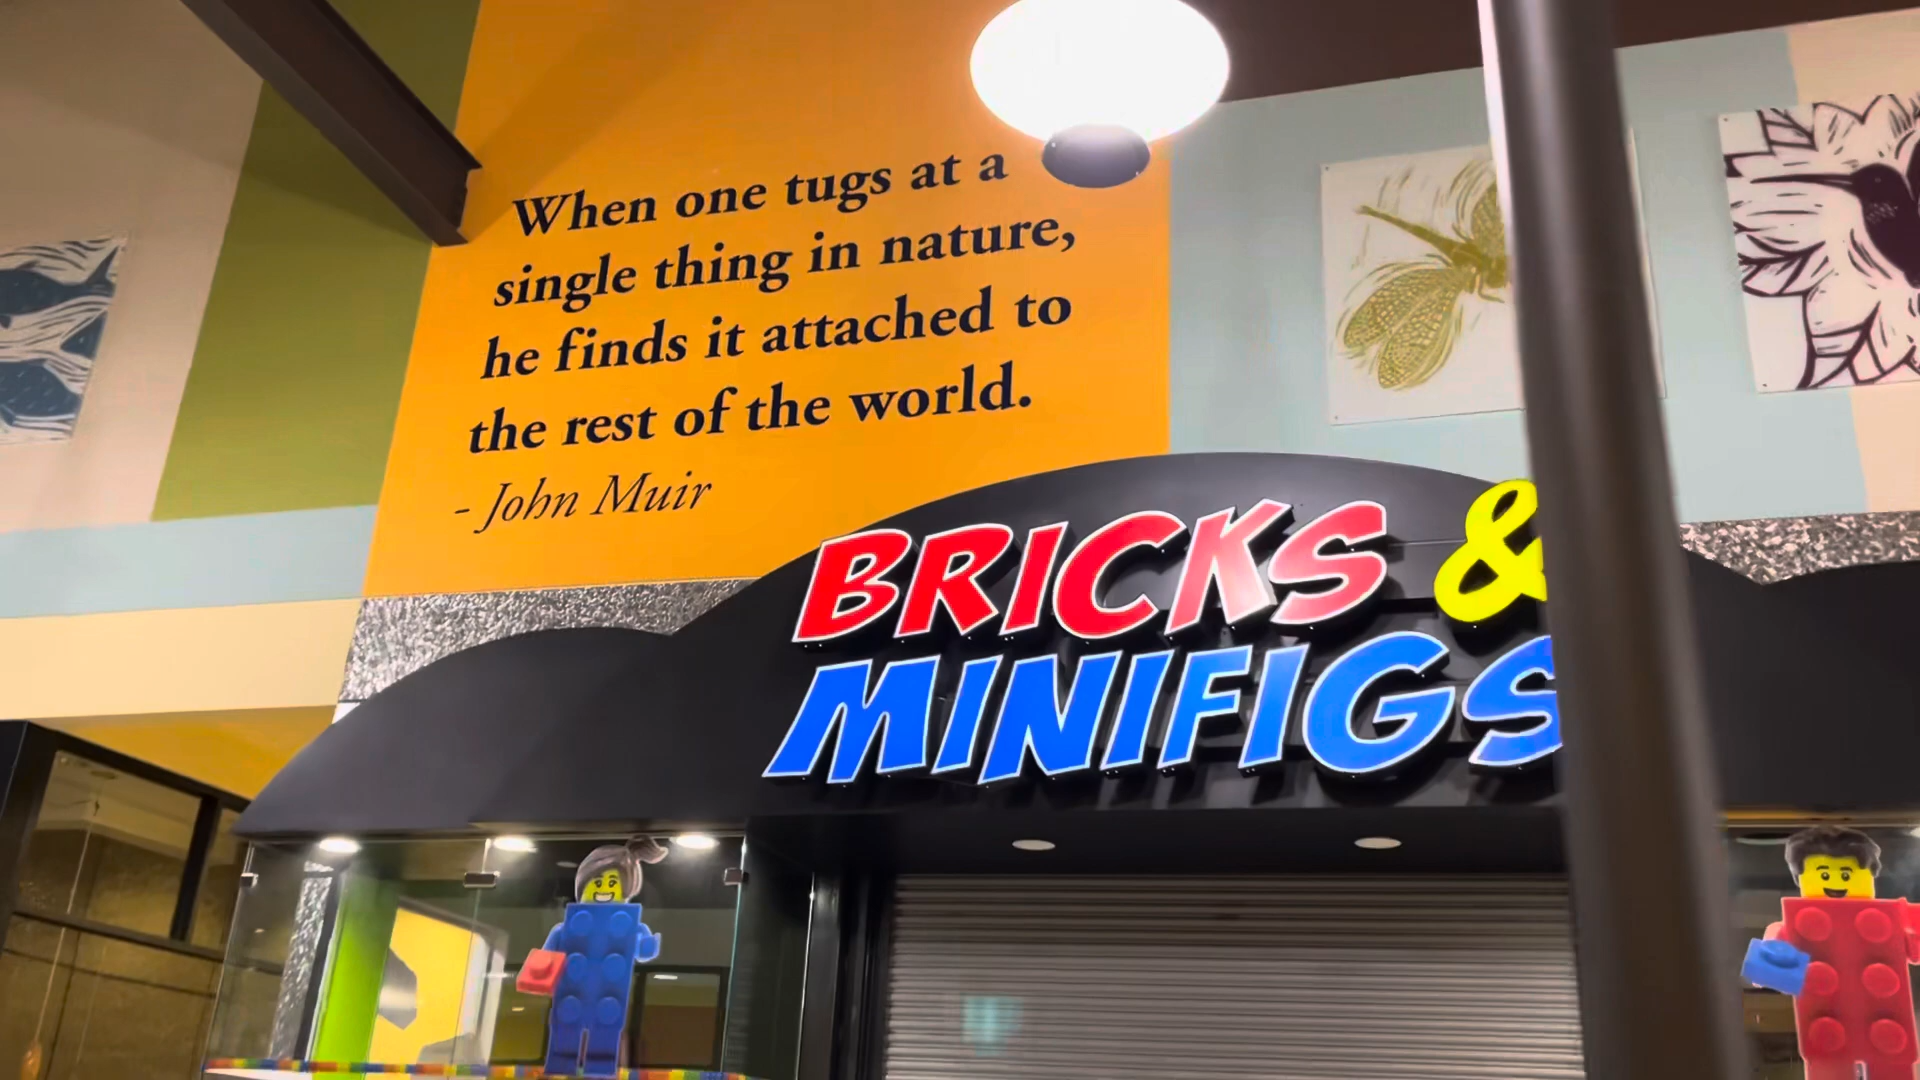 When one tugs at a
single thing in nature,
he finds it attached to
the rest of the world.
- John Muir
BRICKS &
MINIFIGS